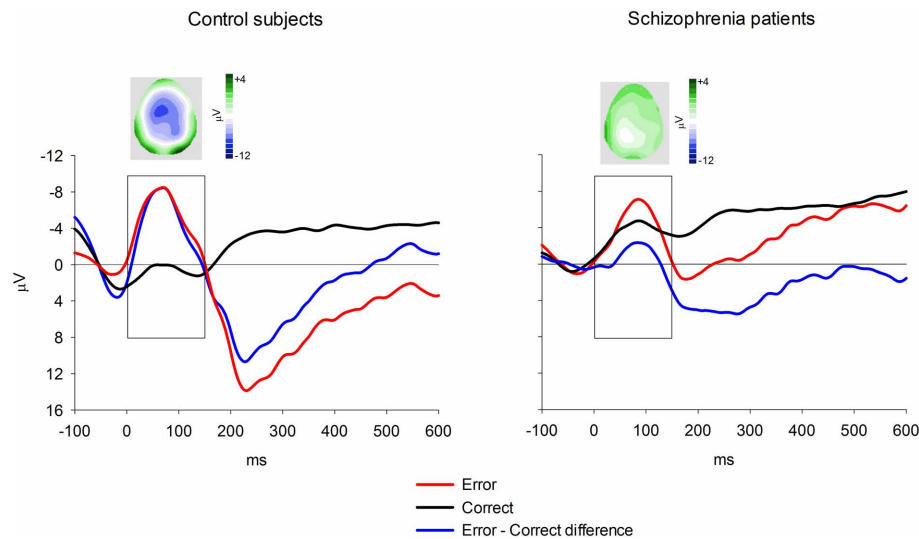 Control subjects
Schizophrenia patients
+4
μV
-12
+4
μV
-12
-12
-8
-4
0
4
8
12
16
μV
-100 0 100 200 300 400 500 600
ms
-100 0 100 200 300 400 500 600
ms
Error
Correct
Error - Correct difference